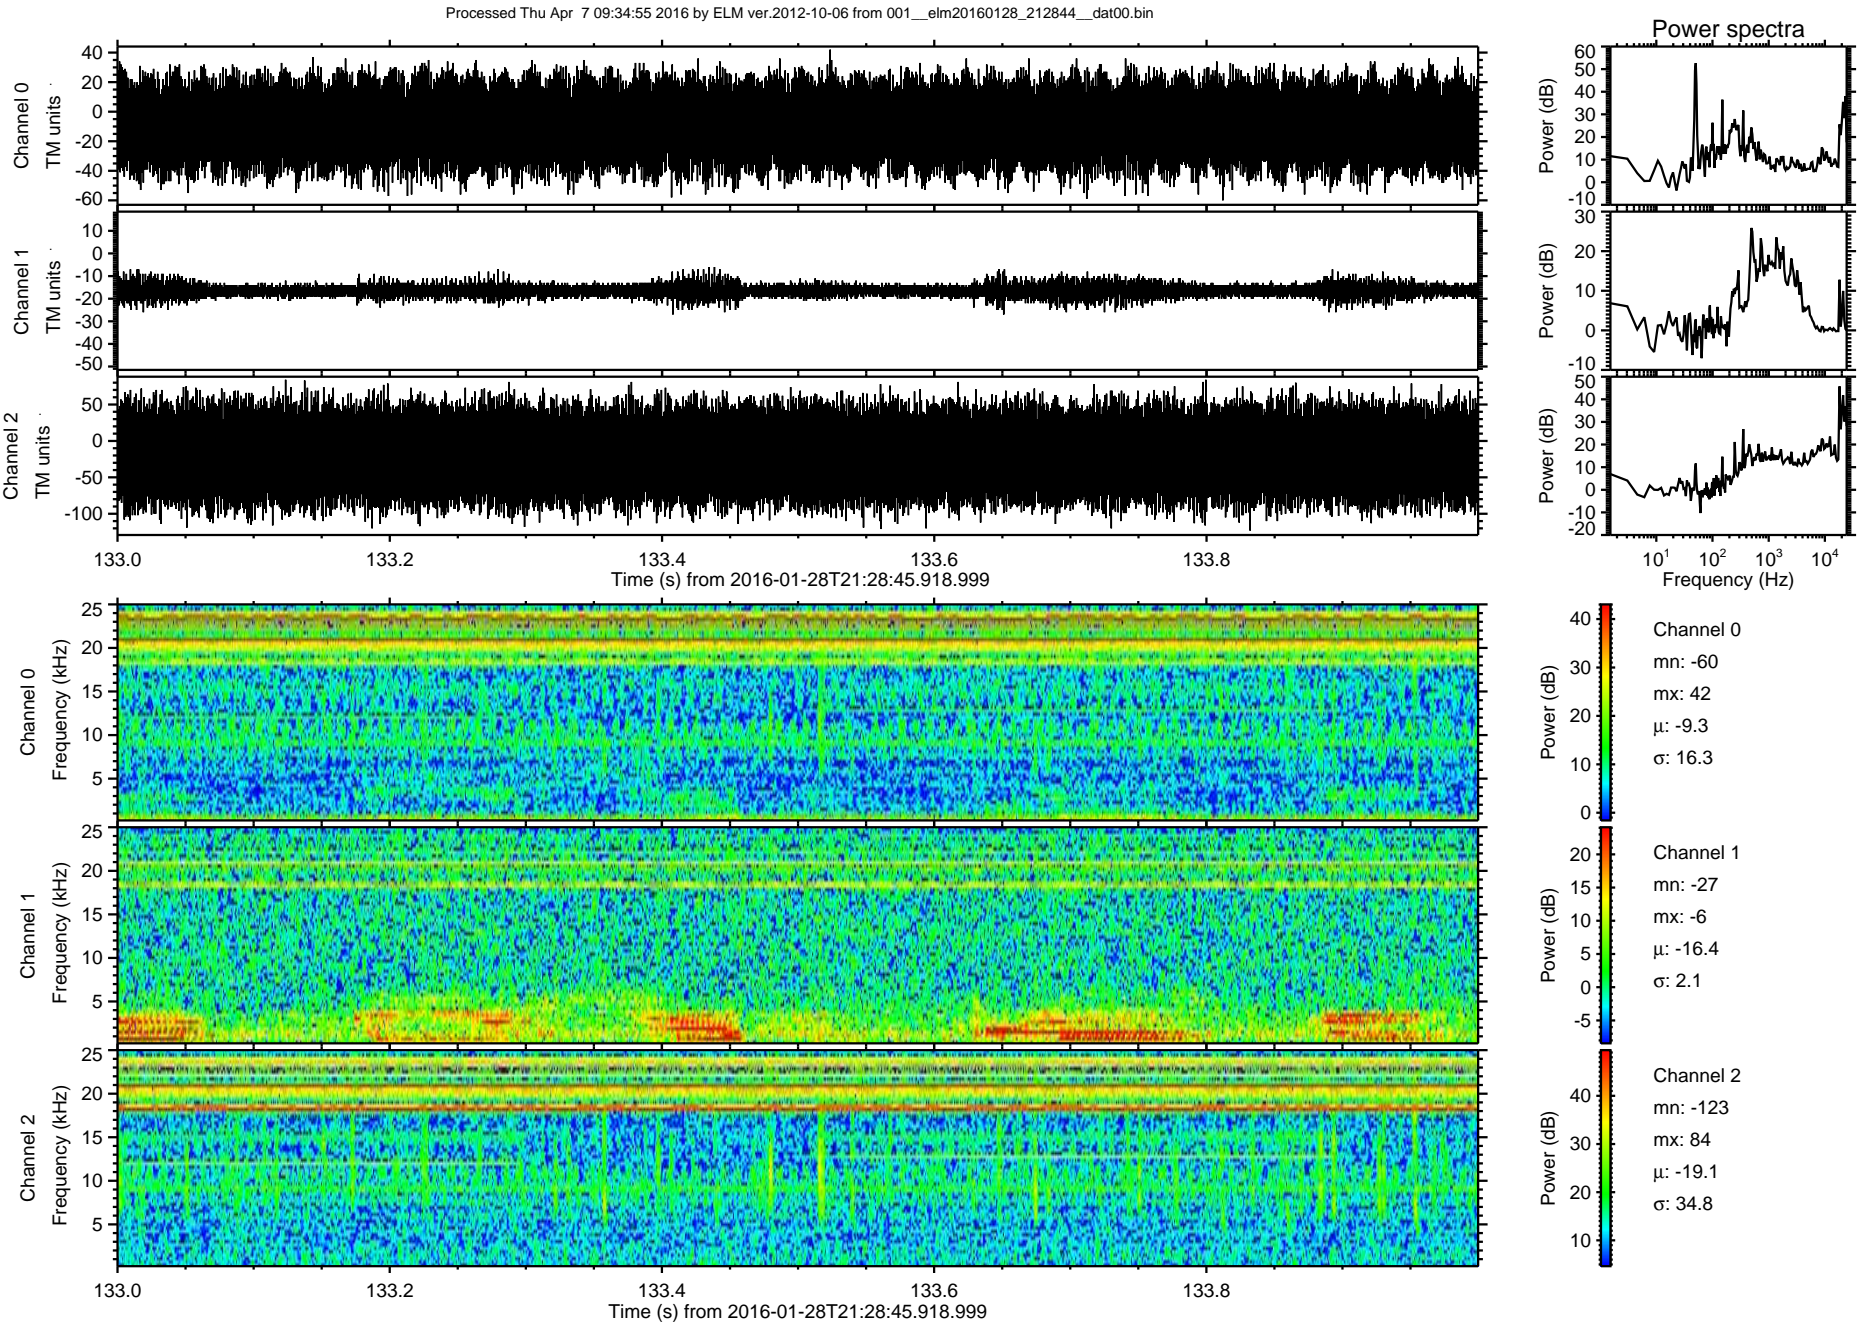 Processed Thu Apr  7 09:34:55 2016 by ELM ver.2012-10-06 from 001__elm20160128_212844__dat00.bin
Power spectra
Channel 0
TM units
40
20
0
-20
-40
-60
Power (dB)
60
50
40
30
20
10
0
-10
Channel 1
TM units
10
0
-10
-20
-30
-40
-50
Power (dB)
30
20
10
0
-10
Channel 2
TM units
50
0
-50
-100
Power (dB)
50
40
30
20
10
0
-10
-20
133.0 133.2 133.4 133.6 133.8
Time (s) from 2016-01-28T21:28:45.918.999
10^1 10^2 10^3 10^4
Frequency (Hz)
Channel 0
Frequency (kHz)
25
20
15
10
5
Power (dB)
40
30
20
10
0
Channel 0
mn: -60
mx: 42
μ: -9.3
σ: 16.3
Channel 1
Frequency (kHz)
25
20
15
10
5
Power (dB)
20
15
10
5
0
-5
Channel 1
mn: -27
mx: -6
μ: -16.4
σ: 2.1
Channel 2
Frequency (kHz)
25
20
15
10
5
Power (dB)
40
30
20
10
Channel 2
mn: -123
mx: 84
μ: -19.1
σ: 34.8
133.0 133.2 133.4 133.6 133.8
Time (s) from 2016-01-28T21:28:45.918.999